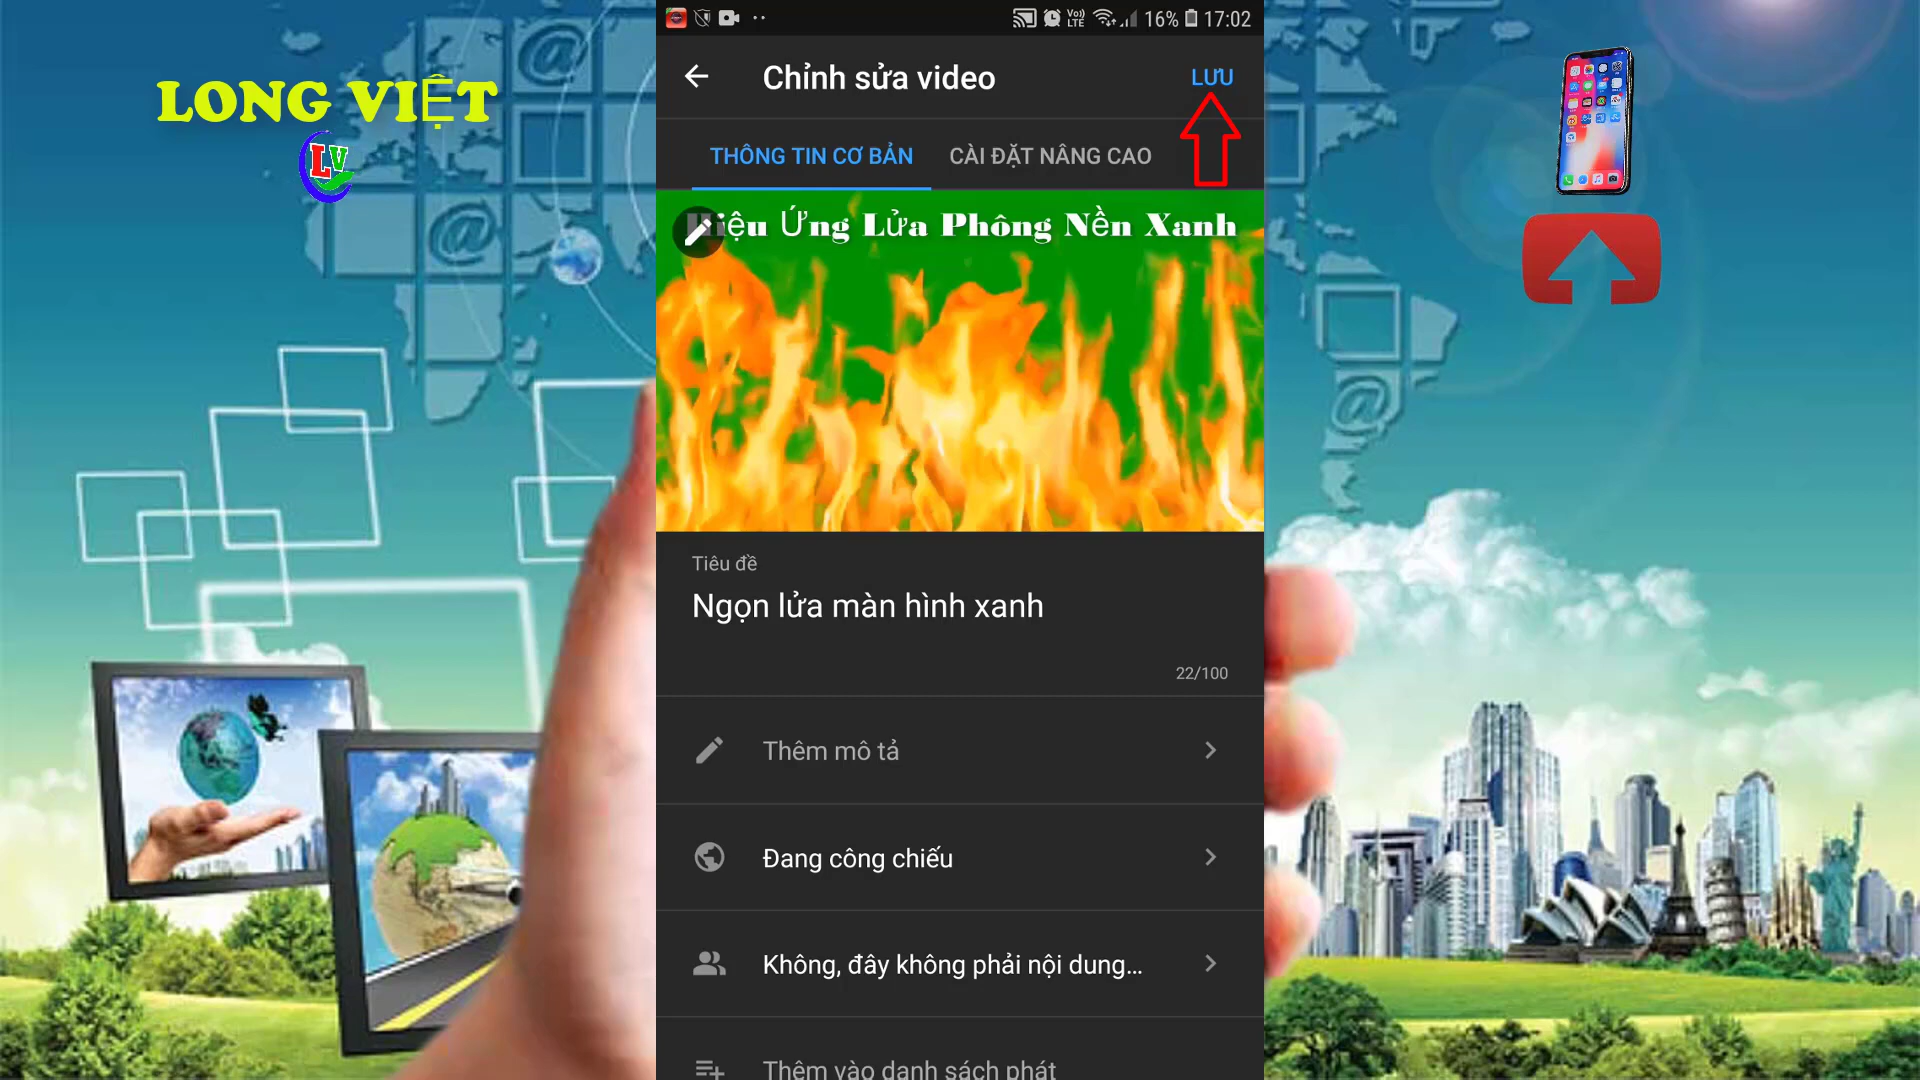 LONG VIỆT
LV
16% 17:02
Chỉnh sửa video
LƯU
THÔNG TIN CƠ BẢN
CÀI ĐẶT NÂNG CAO
Hiệu Ứng Lửa Phông Nền Xanh
Tiêu đề
Ngọn lửa màn hình xanh
22/100
Thêm mô tả
Đang công chiếu
Không, đây không phải nội dung...
Thêm vào danh sách phát